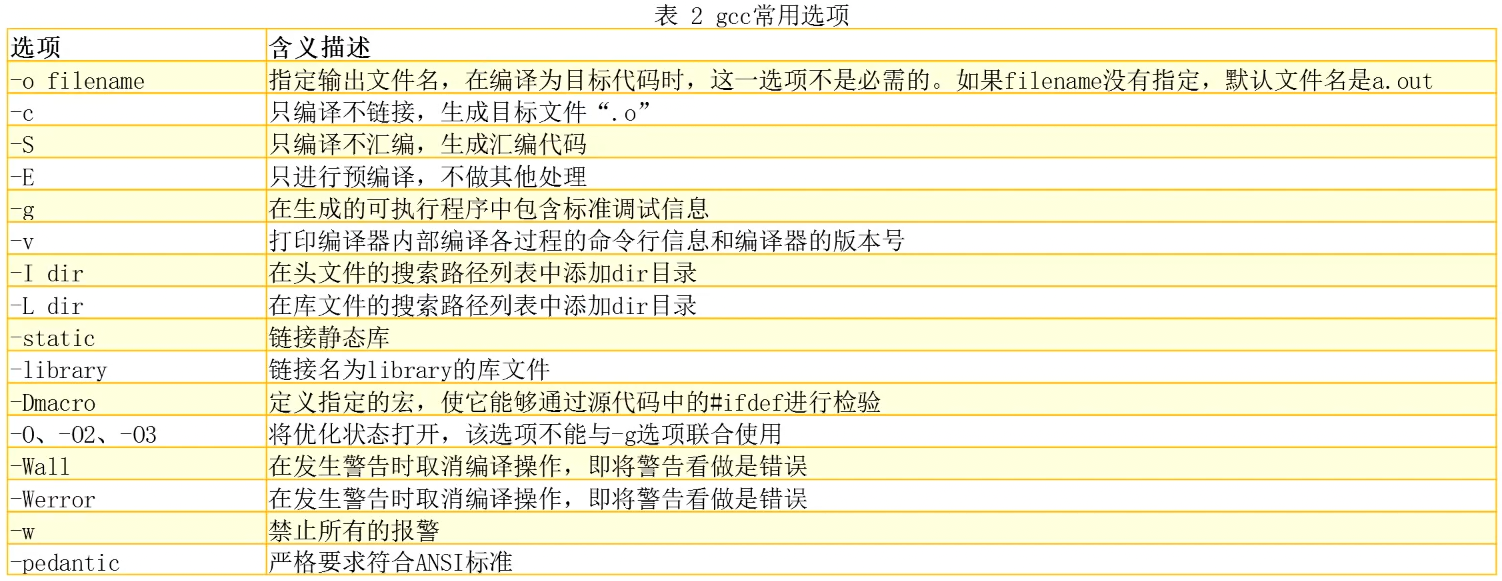 表 2 gcc常用选项
选项 含义描述
-o filename 指定输出文件名，在编译为目标代码时，这一选项不是必需的。如果filename没有指定，默认文件名是a.out
-c 只编译不链接，生成目标文件“.o”
-S 只编译不汇编，生成汇编代码
-E 只进行预编译，不做其他处理
-g 在生成的可执行程序中包含标准调试信息
-v 打印编译器内部编译各过程的命令行信息和编译器的版本号
-I dir 在头文件的搜索路径列表中添加dir目录
-L dir 在库文件的搜索路径列表中添加dir目录
-static 链接静态库
-library 链接名为library的库文件
-Dmacro 定义指定的宏，使它能够通过源代码中的#ifdef进行检验
-O、-O2、-O3 将优化状态打开，该选项不能与-g选项联合使用
-Wall 在发生警告时取消编译操作，即将警告看做是错误
-Werror 在发生警告时取消编译操作，即将警告看做是错误
-w 禁止所有的报警
-pedantic 严格要求符合ANSI标准